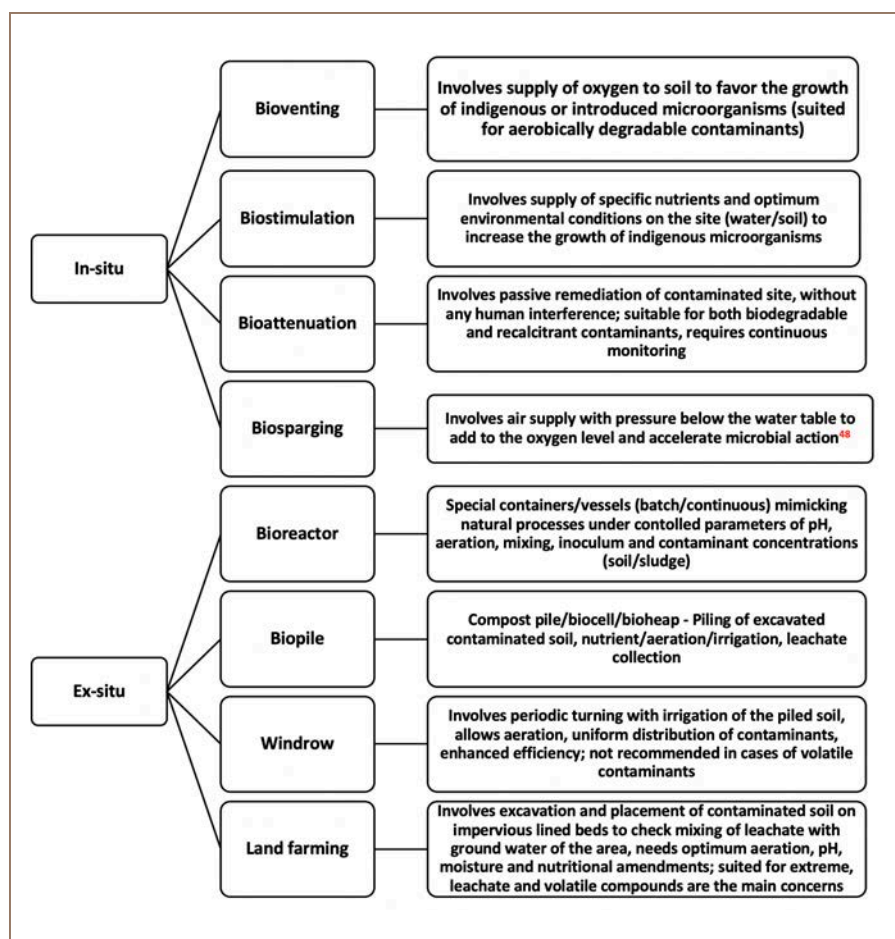 Bioventing
Involves supply of oxygen to soil to favor the growth
of indigenous or introduced microorganisms (suited
for aerobically degradable contaminants)
Biostimulation
Involves supply of specific nutrients and optimum
environmental conditions on the site (water/soil) to
increase the growth of indigenous microorganisms
In-situ
Bioattenuation
Involves passive remediation of contaminated site, without
any human interference; suitable for both biodegradable
and recalcitrant contaminants, requires continuous
monitoring
Biosparging
Involves air supply with pressure below the water table to
add to the oxygen level and accelerate microbial action48
Bioreactor
Special containers/vessels (batch/continuous) mimicking
natural processes under contolled parameters of pH,
aeration, mixing, inoculum and contaminant concentrations
(soil/sludge)
Biopile
Compost pile/biocell/bioheap - Piling of excavated
contaminated soil, nutrient/aeration/irrigation, leachate
collection
Ex-situ
Windrow
Involves periodic turning with irrigation of the piled soil,
allows aeration, uniform distribution of contaminants,
enhanced efficiency; not recommended in cases of volatile
contaminants
Land farming
Involves excavation and placement of contaminated soil on
impervious lined beds to check mixing of leachate with
ground water of the area, needs optimum aeration, pH,
moisture and nutritional amendments; suited for extreme,
leachate and volatile compounds are the main concerns